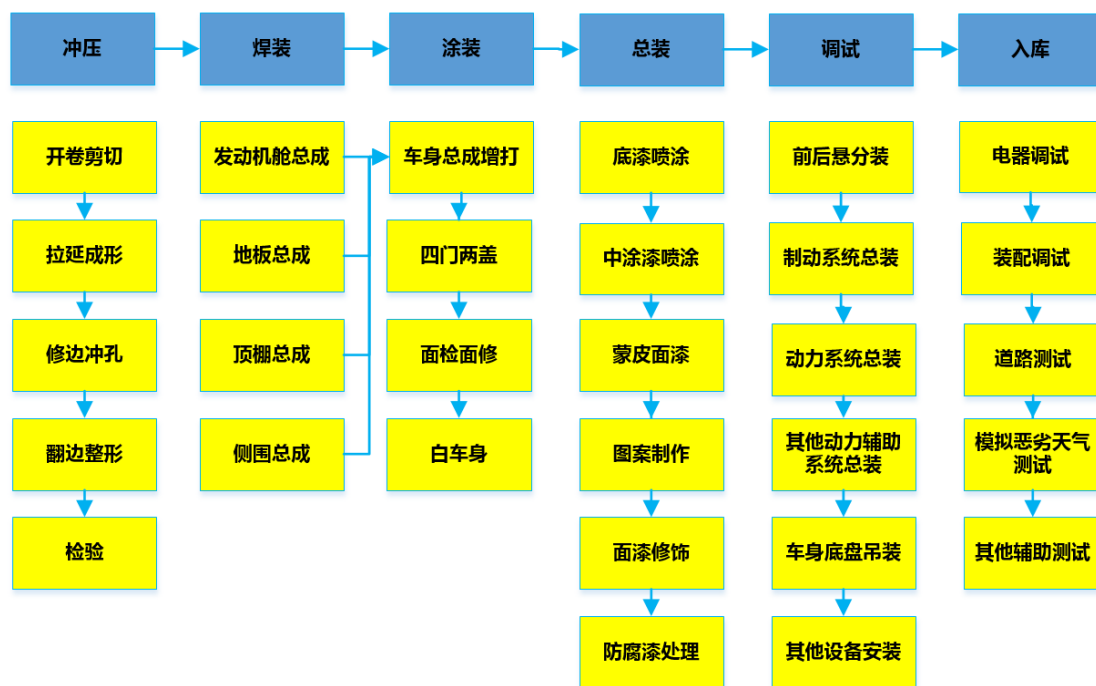 冲压
焊装
涂装
总装
调试
入库
开卷剪切
拉延成形
修边冲孔
翻边整形
检验
发动机舱总成
地板总成
顶棚总成
侧围总成
车身总成增打
四门两盖
面检面修
白车身
底漆喷涂
中涂漆喷涂
蒙皮面漆
图案制作
面漆修饰
防腐漆处理
前后悬分装
制动系统总装
动力系统总装
其他动力辅助
系统总装
车身底盘吊装
其他设备安装
电器调试
装配调试
道路测试
模拟恶劣天气
测试
其他辅助测试